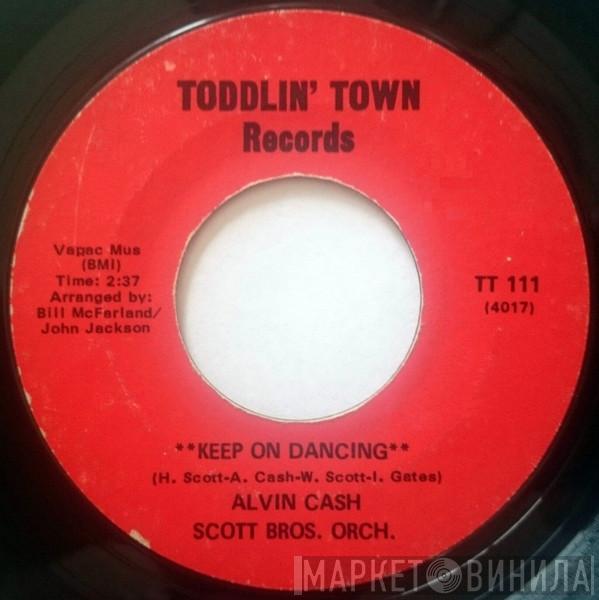 TODDLIN' TOWN
Records
Vapac Mus
(BMI)
Time: 2:37
Arranged by:
Bill McFarland/
John Jackson
TT 111
(4017)
**KEEP ON DANCING**
(H. Scott-A. Cash-W. Scott-I. Gates)
ALVIN CASH
SCOTT BROS. ORCH.
МАРКЕТ ВИНИЛА